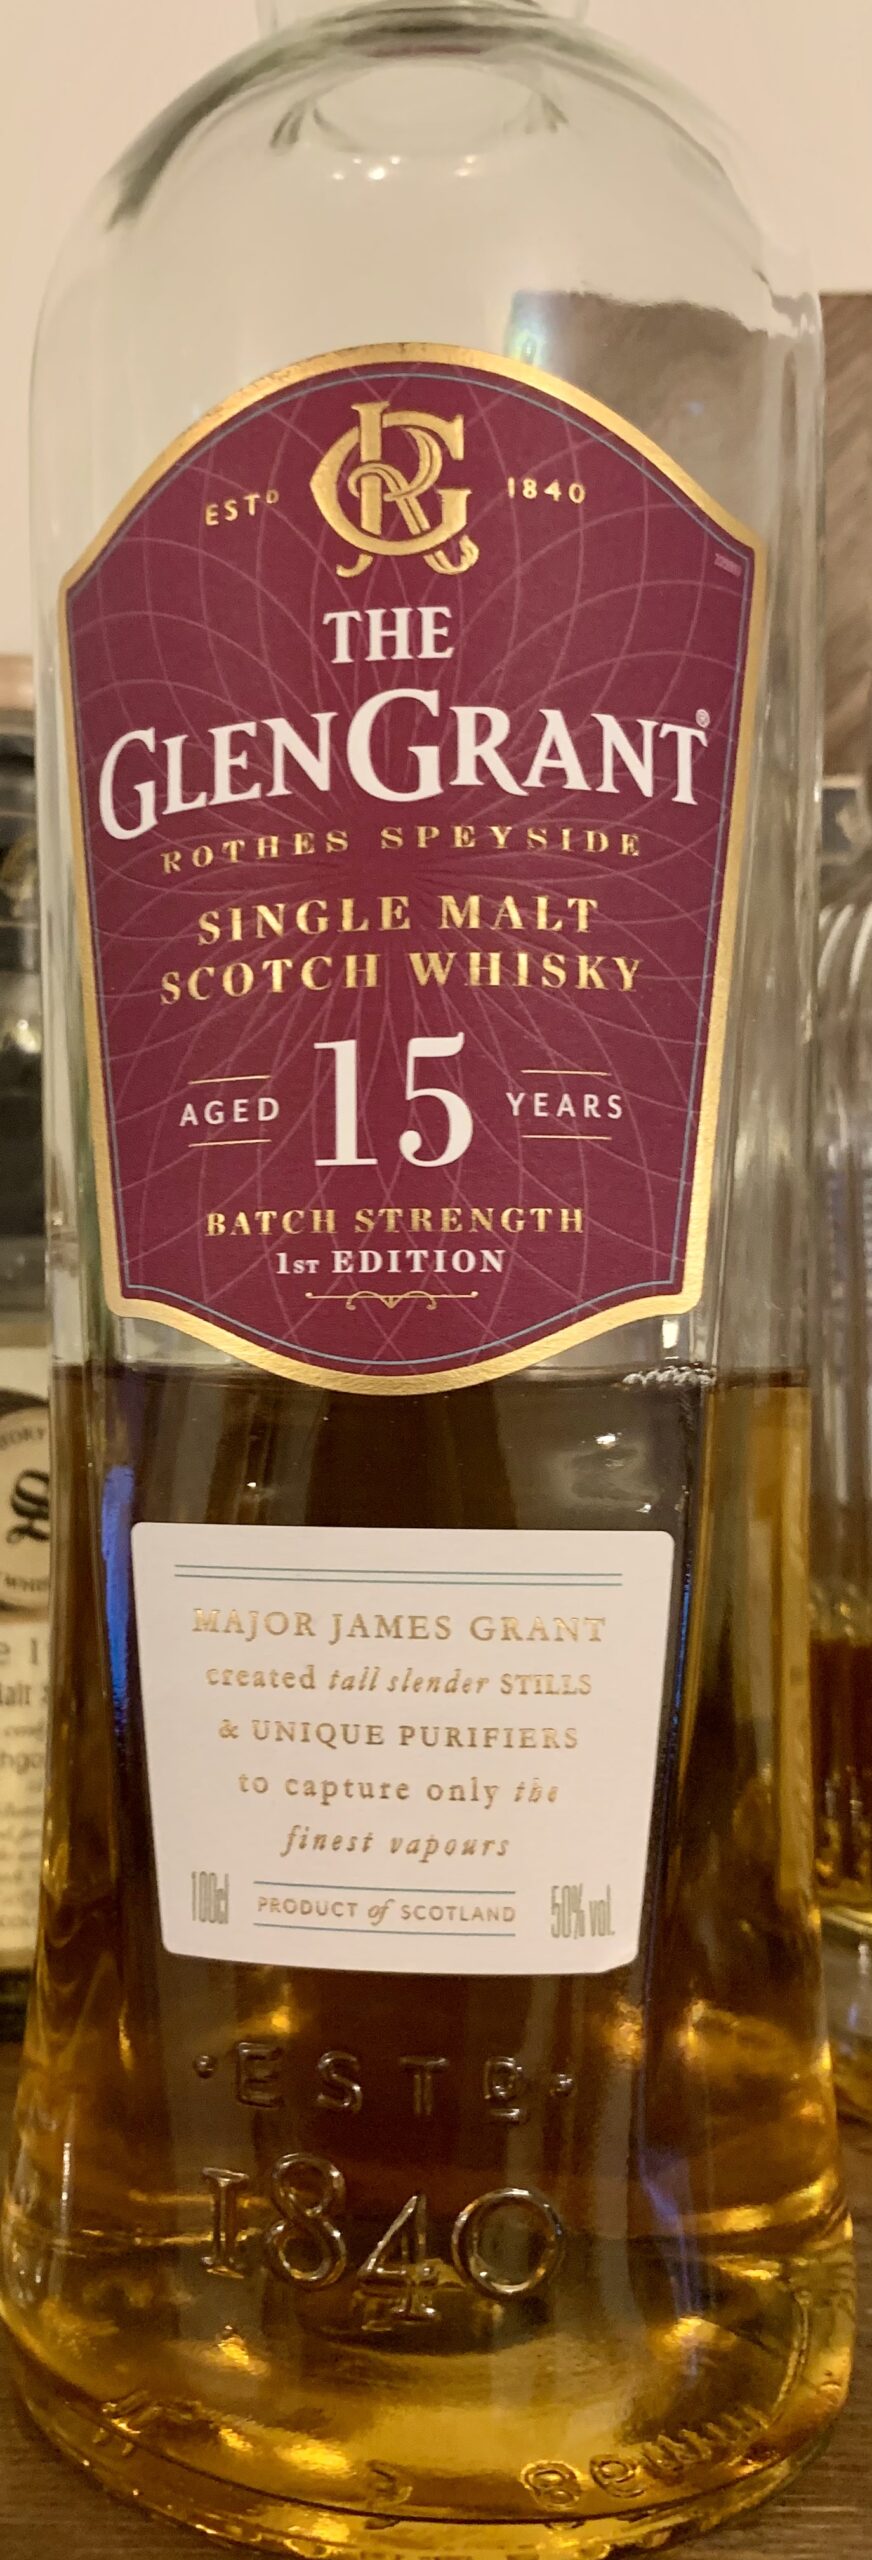 ESTD 1840
THE
GLENGRANT®
ROTHES SPEYSIDE
SINGLE MALT
SCOTCH WHISKY
AGED 15 YEARS
BATCH STRENGTH
1ST EDITION
MAJOR JAMES GRANT
created tall slender STILLS
& UNIQUE PURIFIERS
to capture only the
finest vapours
100cl PRODUCT of SCOTLAND 50% vol.
·ESTD·
1840